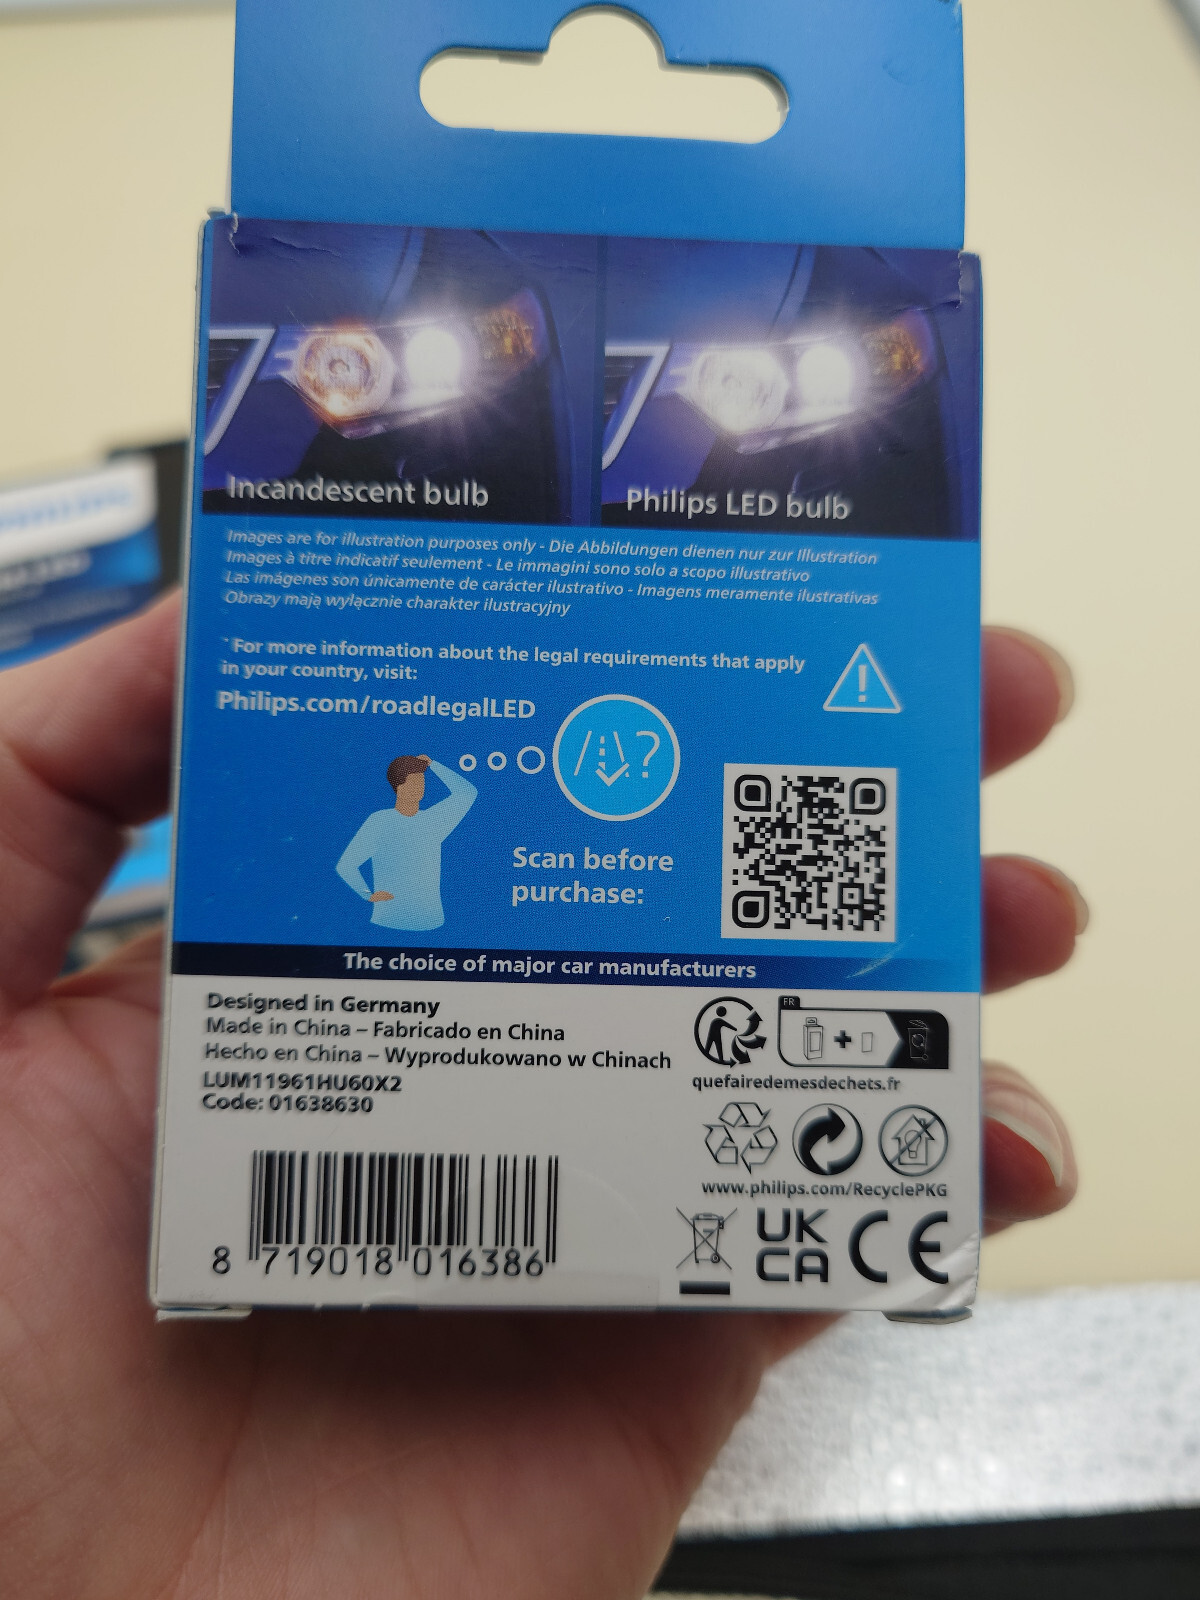 Incandescent bulb
Philips LED bulb
Images are for illustration purposes only - Die Abbildungen dienen nur zur Illustration
Images à titre indicatif seulement - Le immagini sono solo a scopo illustrativo
Las imágenes son únicamente de carácter ilustrativo - Imagens meramente ilustrativas
Obrazy mają wyłącznie charakter ilustracyjny
*For more information about the legal requirements that apply
in your country, visit:
Philips.com/roadlegalLED
?
!
Scan before
purchase:
The choice of major car manufacturers
Designed in Germany
Made in China – Fabricado en China
Hecho en China – Wyprodukowano w Chinach
LUM11961HU60X2
Code: 01638630
8 719018 016386
FR
+
quefairedemesdechets.fr
www.philips.com/RecyclePKG
UK
CA
CE